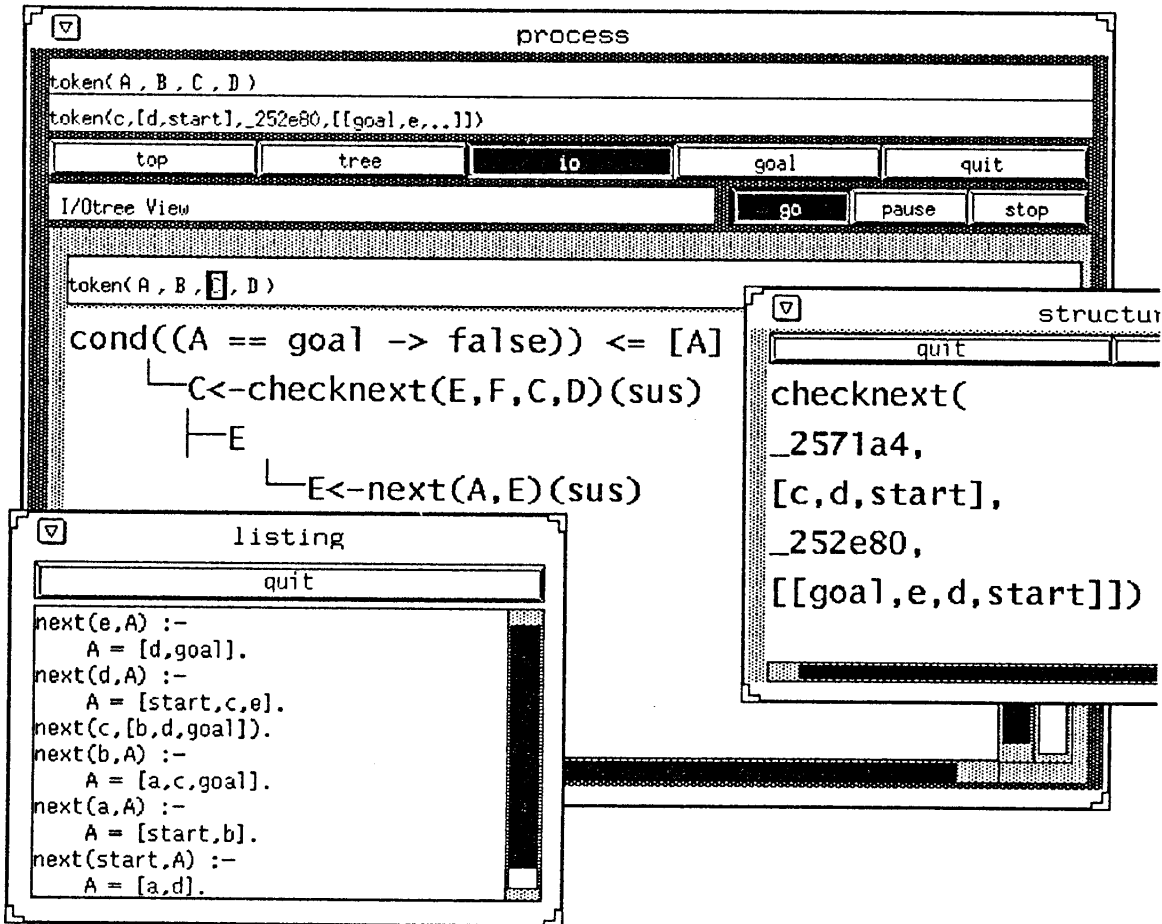 process
token(A , B , C , D )
token(c,[d,start],_252e80,[[goal,e,..]])
top tree io goal quit
I/Otree View go pause stop
token( A , B , C , D )
cond((A == goal -> false)) <= [A]
C<-checknext(E,F,C,D)(sus)
E
E<-next(A,E)(sus)
structur
quit
checknext(
_2571a4,
[c,d,start],
_252e80,
[[goal,e,d,start]])
listing
quit
next(e,A) :-
A = [d,goal].
next(d,A) :-
A = [start,c,e].
next(c,[b,d,goal]).
next(b,A) :-
A = [a,c,goal].
next(a,A) :-
A = [start,b].
next(start,A) :-
A = [a,d].